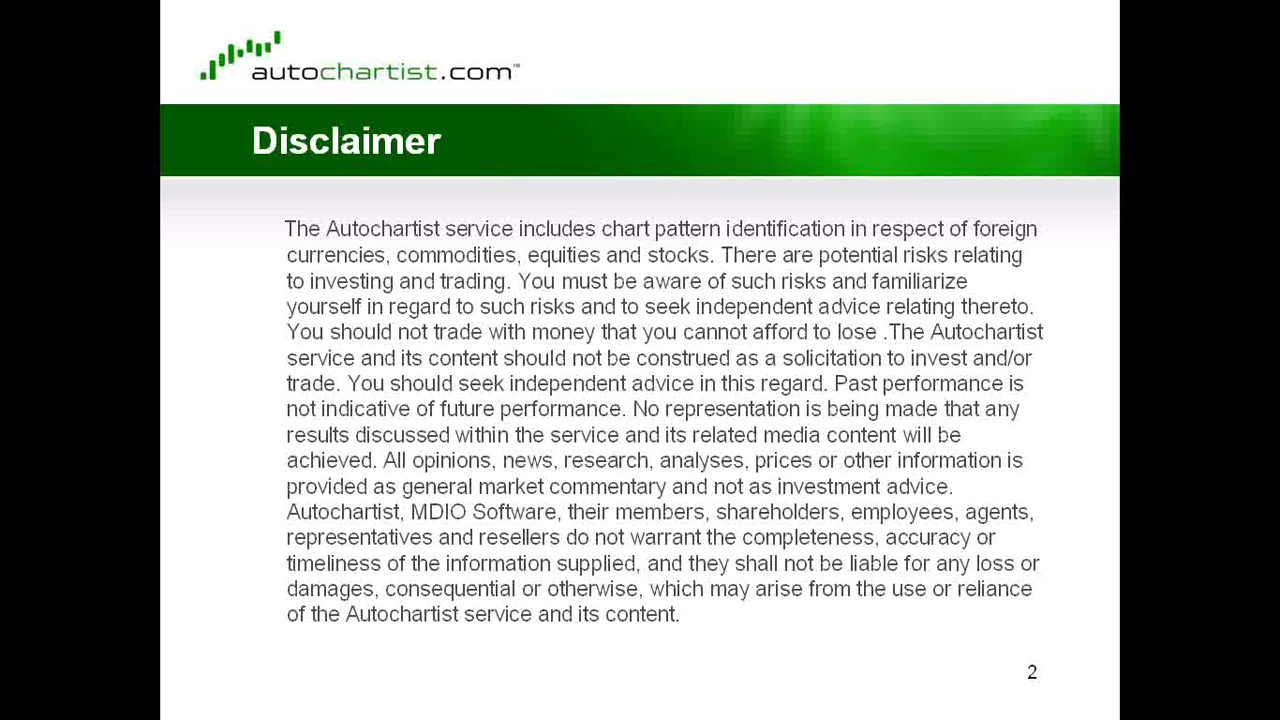 autochartist.com™
Disclaimer
The Autochartist service includes chart pattern identification in respect of foreign
currencies, commodities, equities and stocks. There are potential risks relating
to investing and trading. You must be aware of such risks and familiarize
yourself in regard to such risks and to seek independent advice relating thereto.
You should not trade with money that you cannot afford to lose .The Autochartist
service and its content should not be construed as a solicitation to invest and/or
trade. You should seek independent advice in this regard. Past performance is
not indicative of future performance. No representation is being made that any
results discussed within the service and its related media content will be
achieved. All opinions, news, research, analyses, prices or other information is
provided as general market commentary and not as investment advice.
Autochartist, MDIO Software, their members, shareholders, employees, agents,
representatives and resellers do not warrant the completeness, accuracy or
timeliness of the information supplied, and they shall not be liable for any loss or
damages, consequential or otherwise, which may arise from the use or reliance
of the Autochartist service and its content.
2